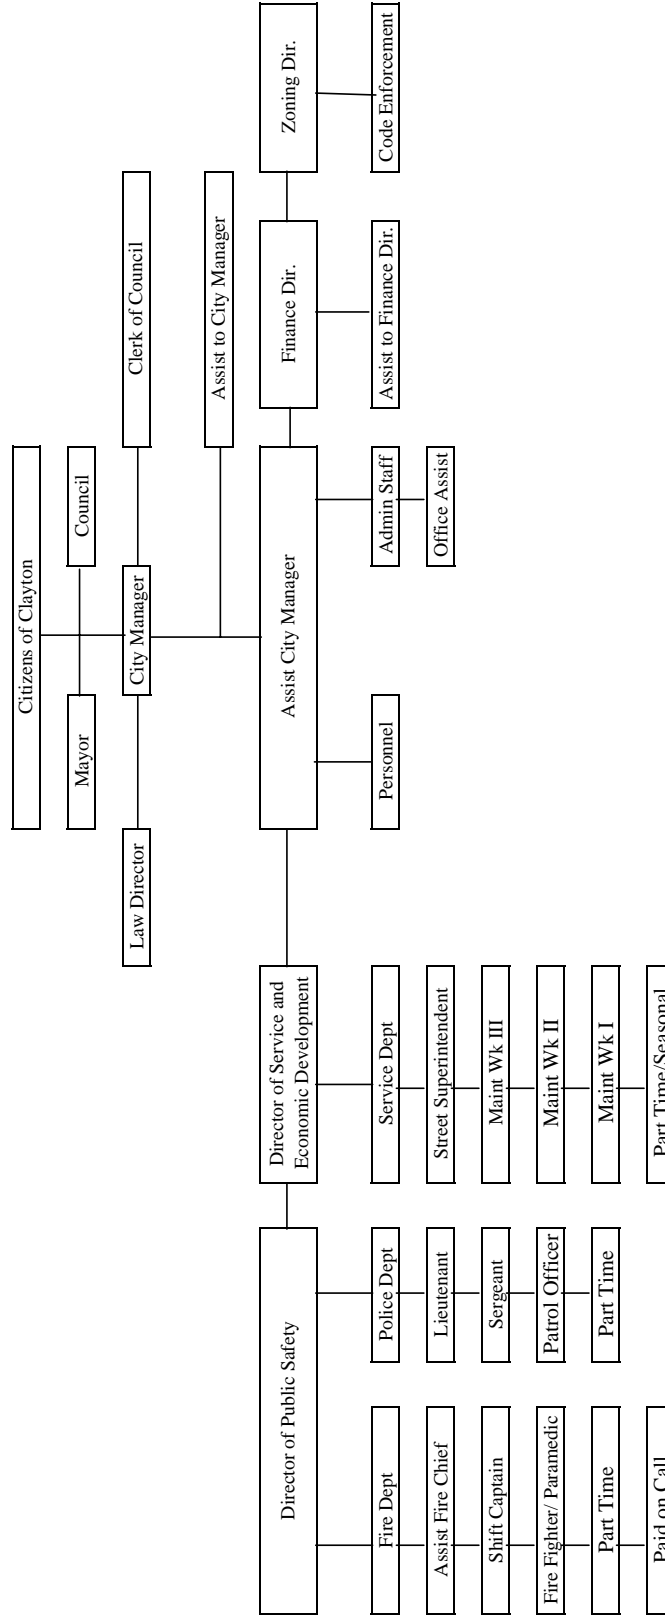 Citizens of Clayton
Mayor
Council
Law Director
City Manager
Clerk of Council
Assist to City Manager
Director of Public Safety
Director of Service and
Economic Development
Assist City Manager
Finance Dir.
Zoning Dir.
Fire Dept
Police Dept
Service Dept
Personnel
Admin Staff
Assist to Finance Dir.
Code Enforcement
Assist Fire Chief
Lieutenant
Street Superintendent
Office Assist
Shift Captain
Sergeant
Maint Wk III
Fire Fighter/ Paramedic
Patrol Officer
Maint Wk II
Part Time
Part Time
Maint Wk I
Paid on Call
Part Time/Seasonal